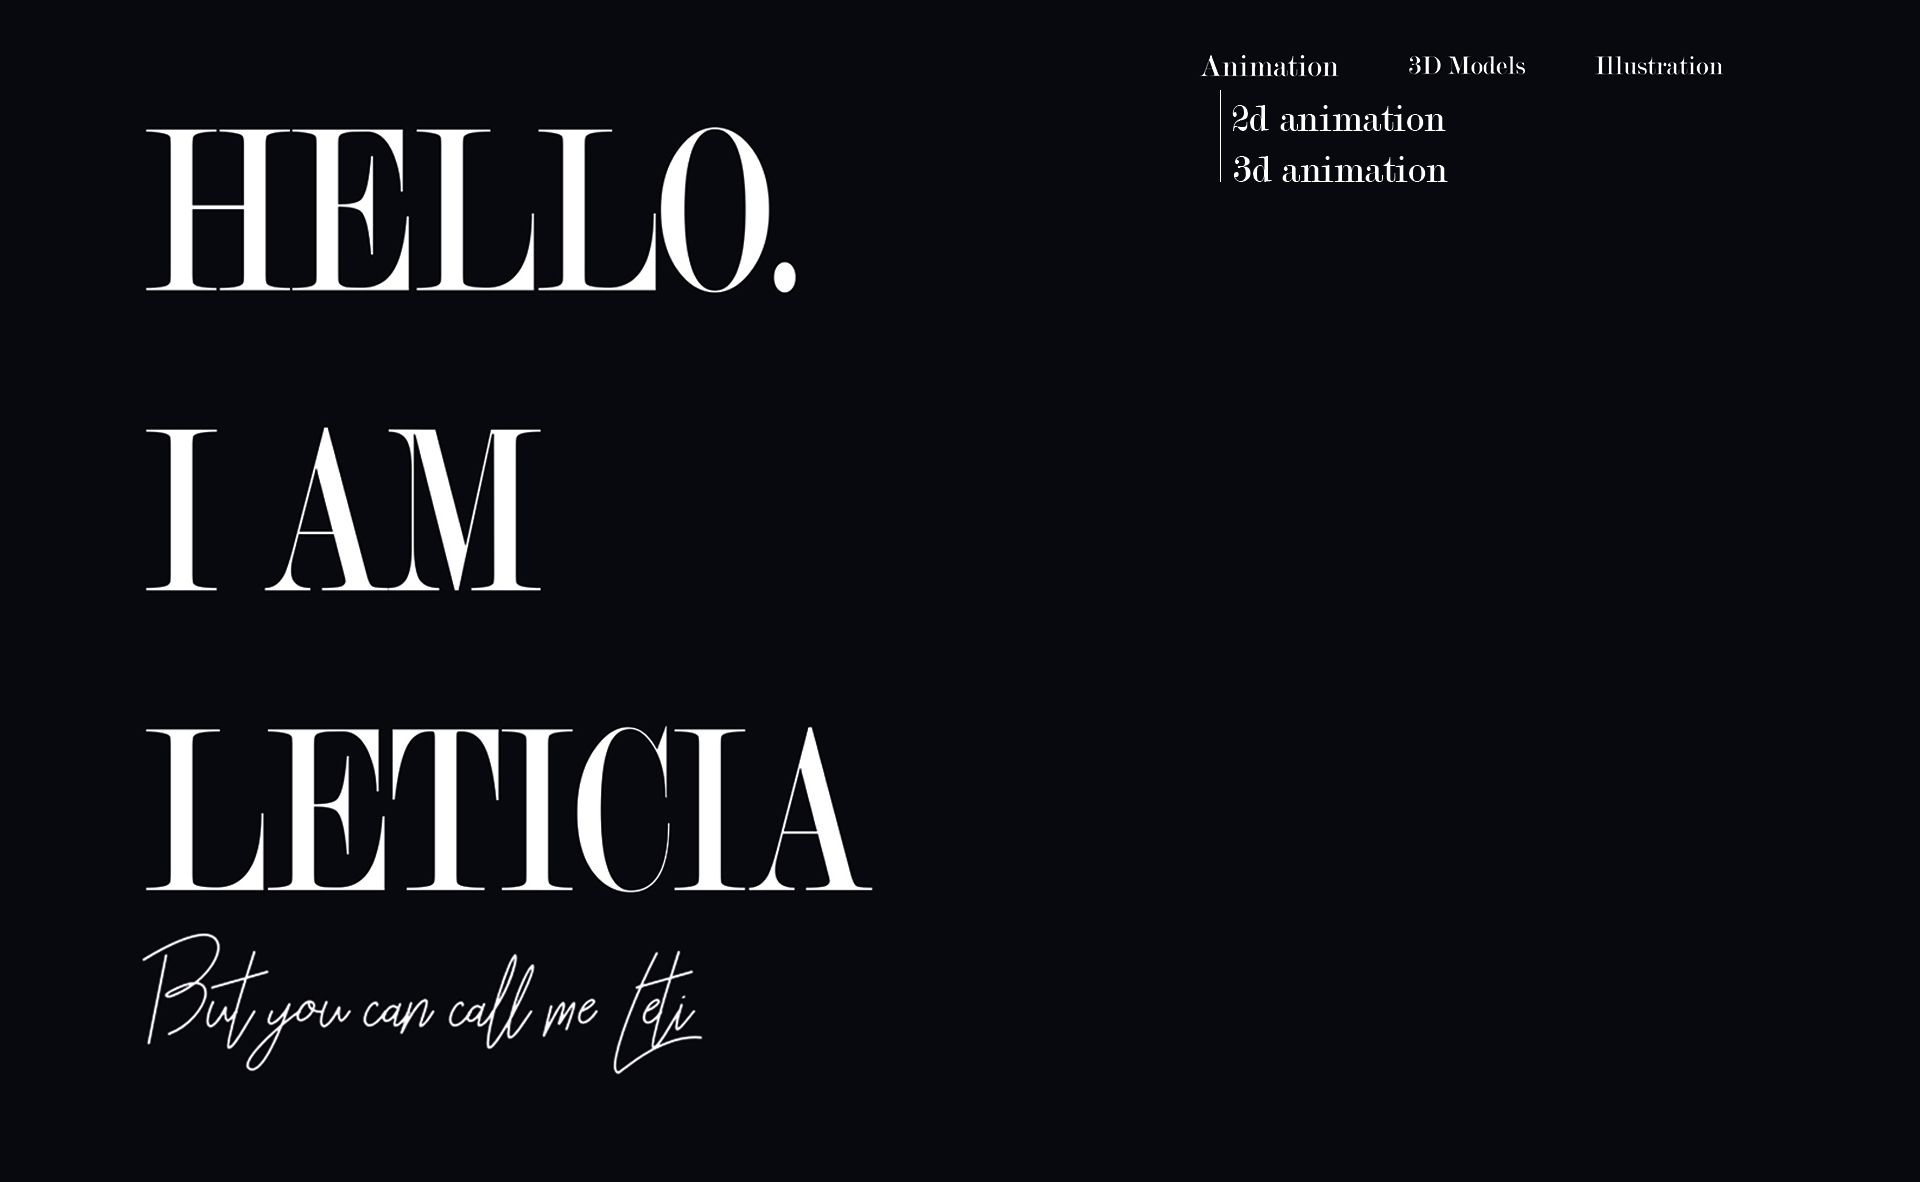 Animation 3D Models Illustration
2d animation
3d animation
HELLO.
I AM
LETICIA
But you can call me Leti